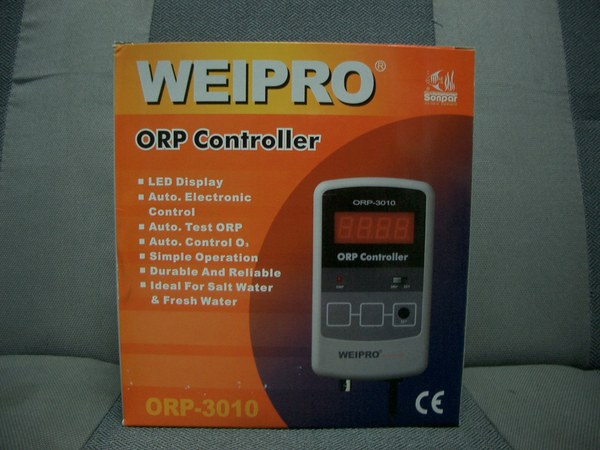 WEIPRO®
Sonpar
ORP Controller
▪ LED Display
▪ Auto. Electronic
Control
▪ Auto. Test ORP
▪ Auto. Control O₃
▪ Simple Operation
▪ Durable And Reliable
▪ Ideal For Salt Water
& Fresh Water
ORP-3010
8888
ORP Controller
WEIPRO
ORP-3010
CE